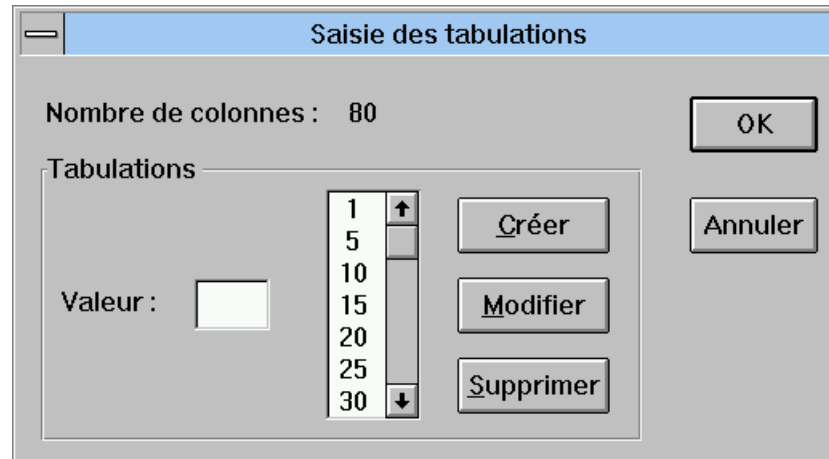 Saisie des tabulations
Nombre de colonnes : 80
OK
Tabulations
Annuler
Valeur :
1
5
10
15
20
25
30
Créer
Modifier
Supprimer